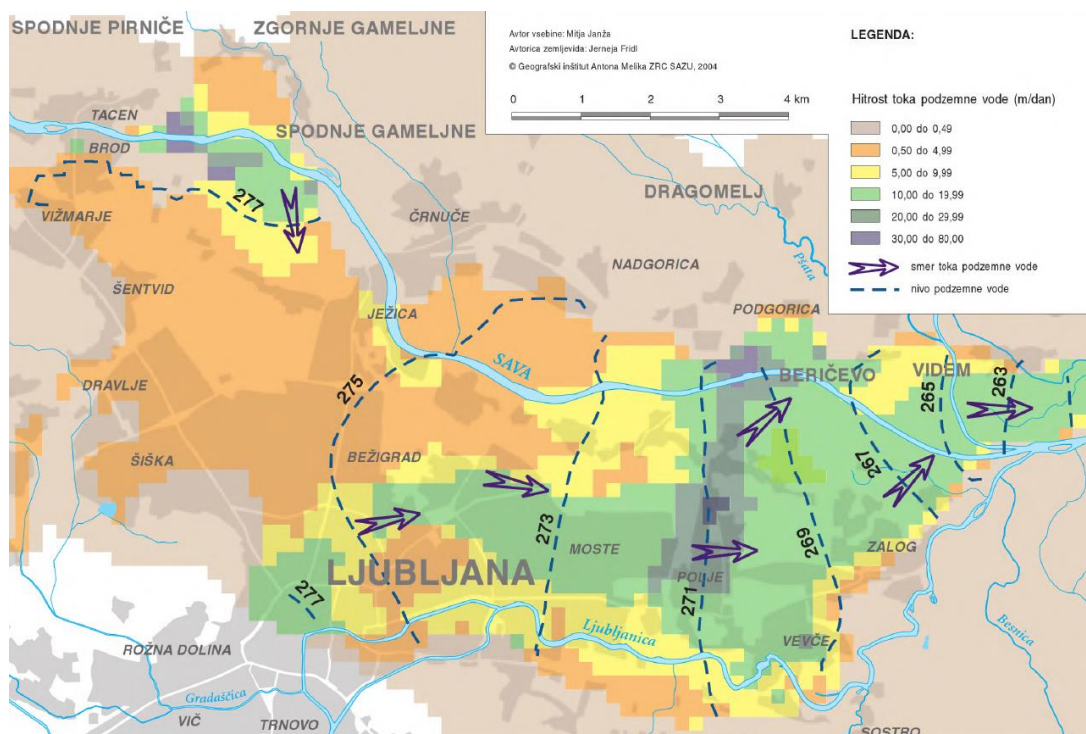 SPODNJE PIRNIČE
ZGORNJE GAMELJNE
Avtor vsebine: Mitja Janža
Avtorica zemljevida: Jerneja Fridl
© Geografski inštitut Antona Melika ZRC SAZU, 2004
0 1 2 3 4 km
LEGENDA:
Hitrost toka podzemne vode (m/dan)
0,00 do 0,49
0,50 do 4,99
5,00 do 9,99
10,00 do 19,99
20,00 do 29,99
30,00 do 80,00
smer toka podzemne vode
nivo podzemne vode
TACEN
BROD
SPODNJE GAMELJNE
277
VIŽMARJE
DRAGOMELJ
ČRNUČE
Pšata
NADGORICA
ŠENTVID
JEŽICA
PODGORICA
SAVA
275
DRAVLJE
BERIČEVO
VIDEM
265
263
ŠIŠKA
BEŽIGRAD
267
273
269
MOSTE
ZALOG
LJUBLJANA
POLJE
277
271
Ljubljanica
VEVČE
Besnica
ROŽNA DOLINA
Gradaščica
VIČ
TRNOVO
SOSTRO